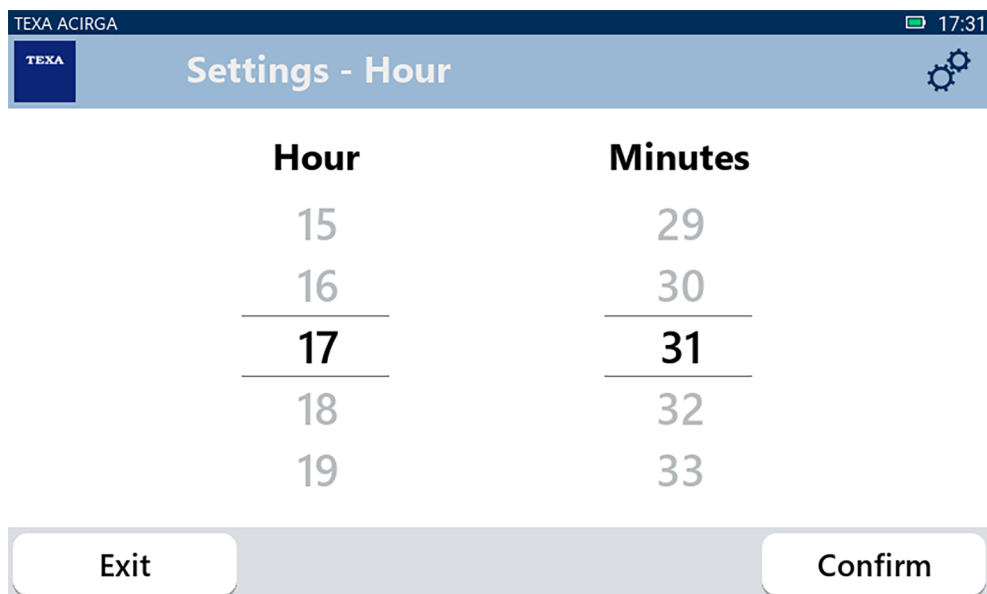 TEXA ACIRGA 17:31
TEXA
Settings - Hour
Hour Minutes
15 29
16 30
17 31
18 32
19 33
Exit Confirm